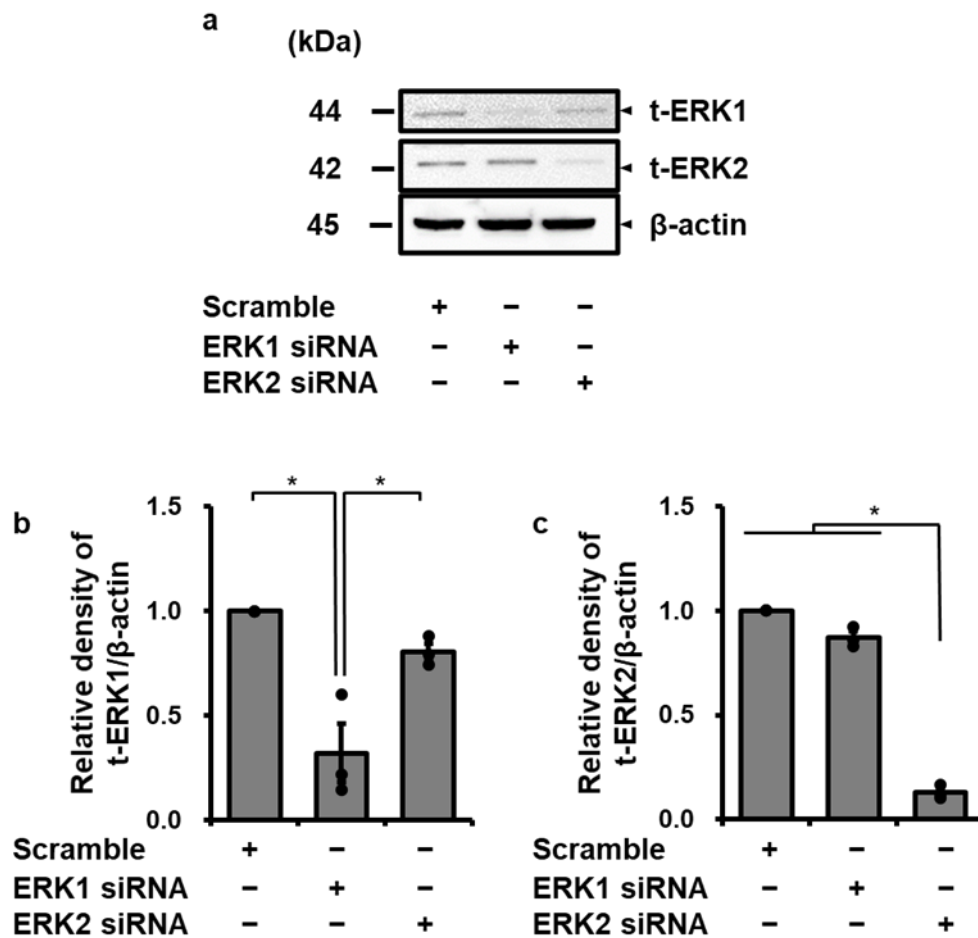 a
(kDa)
44 – t-ERK1
42 – t-ERK2
45 – β-actin
Scramble + – –
ERK1 siRNA – + –
ERK2 siRNA – – +
b
Relative density of
t-ERK1/β-actin
* *
1.5
1.0
0.5
0.0
Scramble + – –
ERK1 siRNA – + –
ERK2 siRNA – – +
c
Relative density of
t-ERK2/β-actin
*
1.5
1.0
0.5
0.0
Scramble + – –
ERK1 siRNA – + –
ERK2 siRNA – – +